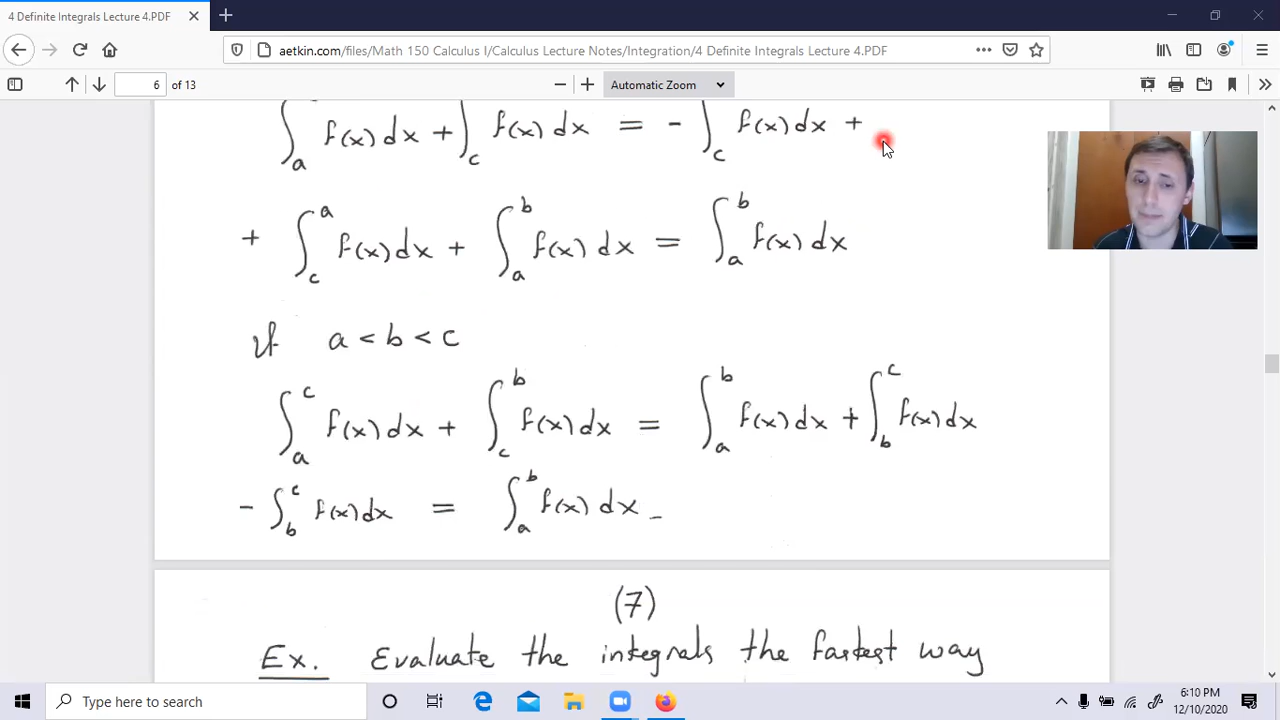 4 Definite Integrals Lecture 4.PDF
aetkin.com/files/Math 150 Calculus I/Calculus Lecture Notes/Integration/4 Definite Integrals Lecture 4.PDF
6 of 13 Automatic Zoom
∫_a f(x) dx + ∫_c f(x) dx = - ∫_c f(x) dx +
+ ∫_c^a f(x) dx + ∫_a^b f(x) dx = ∫_a^b f(x) dx
if a < b < c
∫_a^c f(x) dx + ∫_c^b f(x) dx = ∫_a^b f(x) dx + ∫_b^c f(x) dx
- ∫_b^c f(x) dx = ∫_a^b f(x) dx -
(7)
Ex. Evaluate the integrals the fastest way
Type here to search
6:10 PM
12/10/2020